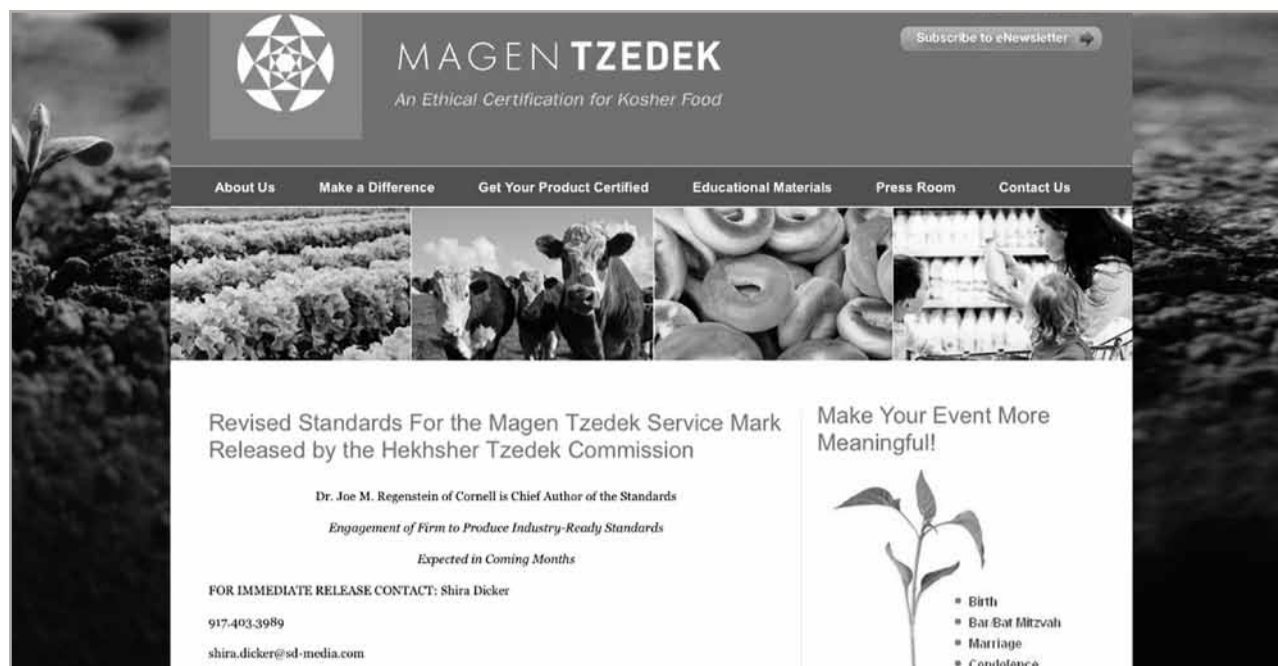 Subscribe to eNewsletter
MAGEN TZEDEK
An Ethical Certification for Kosher Food
About Us
Make a Difference
Get Your Product Certified
Educational Materials
Press Room
Contact Us
Revised Standards For the Magen Tzedek Service Mark
Released by the Hekhsher Tzedek Commission
Dr. Joe M. Regenstein of Cornell is Chief Author of the Standards
Engagement of Firm to Produce Industry-Ready Standards
Expected in Coming Months
FOR IMMEDIATE RELEASE CONTACT: Shira Dicker
917.403.3989
shira.dicker@sd-media.com
Make Your Event More
Meaningful!
Birth
Bar/Bat Mitzvah
Marriage
Condolence